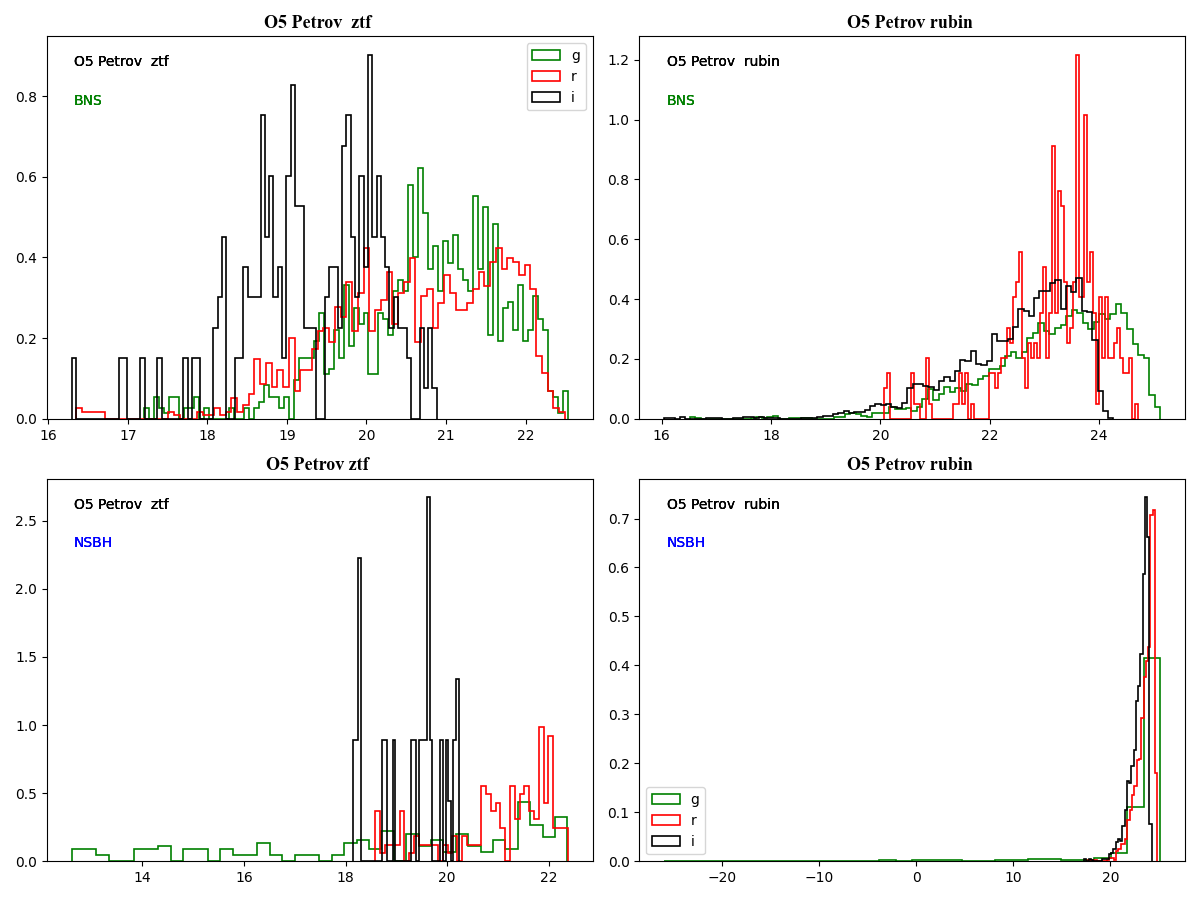 O5 Petrov  ztf
O5 Petrov  ztf
BNS
g
r
i
0.8
0.6
0.4
0.2
0.0
16 17 18 19 20 21 22
O5 Petrov rubin
O5 Petrov  rubin
BNS
1.2
1.0
0.8
0.6
0.4
0.2
0.0
16 18 20 22 24
O5 Petrov ztf
O5 Petrov  ztf
NSBH
2.5
2.0
1.5
1.0
0.5
0.0
14 16 18 20 22
O5 Petrov rubin
O5 Petrov  rubin
NSBH
0.7
0.6
0.5
0.4
0.3
0.2
0.1
0.0
g
r
i
−20 −10 0 10 20